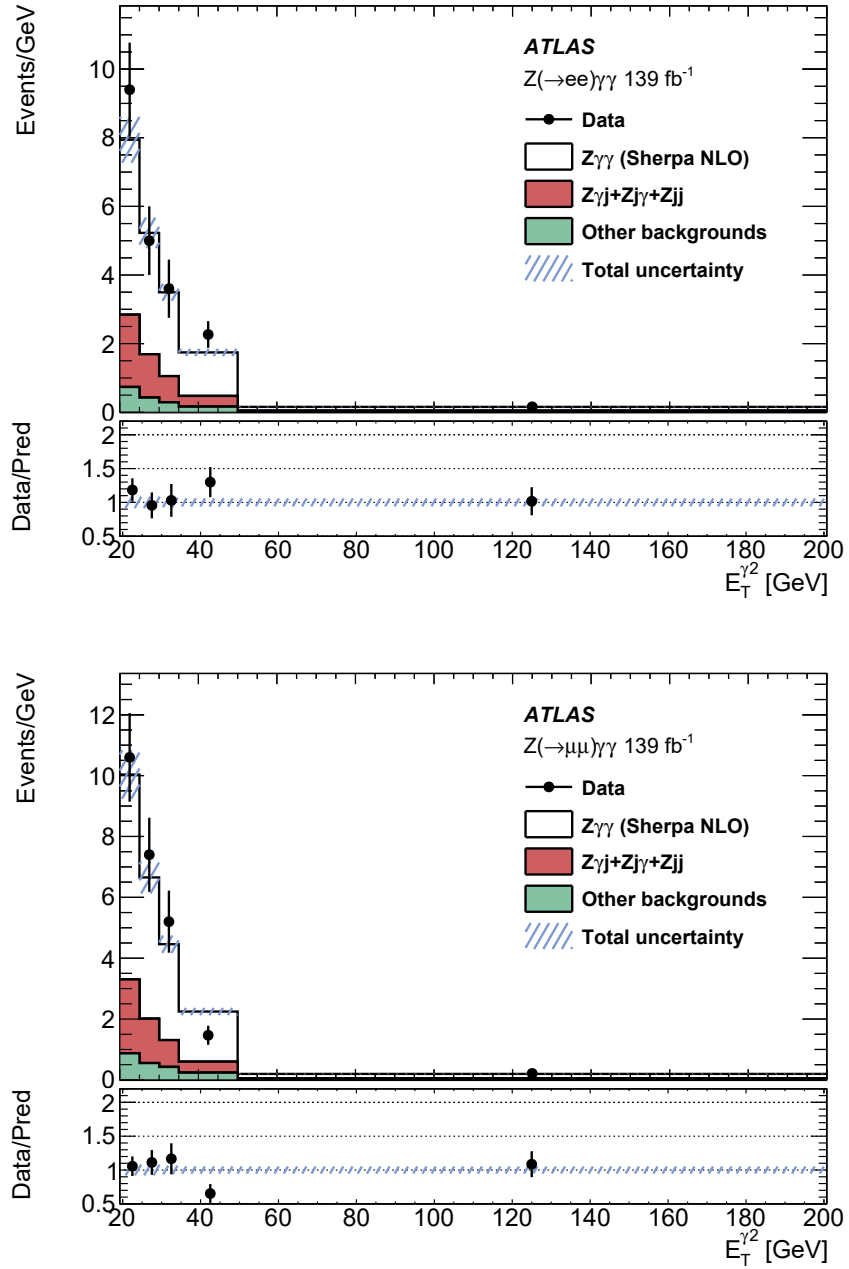 Events/GeV
10
8
6
4
2
0
ATLAS
Z(→ee)γγ 139 fb⁻¹
Data
Zγγ (Sherpa NLO)
Zγj+Zjγ+Zjj
Other backgrounds
Total uncertainty
Data/Pred
2
1.5
1
0.5
20 40 60 80 100 120 140 160 180 200
E_T^γ2 [GeV]
Events/GeV
12
10
8
6
4
2
0
ATLAS
Z(→μμ)γγ 139 fb⁻¹
Data
Zγγ (Sherpa NLO)
Zγj+Zjγ+Zjj
Other backgrounds
Total uncertainty
Data/Pred
2
1.5
1
0.5
20 40 60 80 100 120 140 160 180 200
E_T^γ2 [GeV]